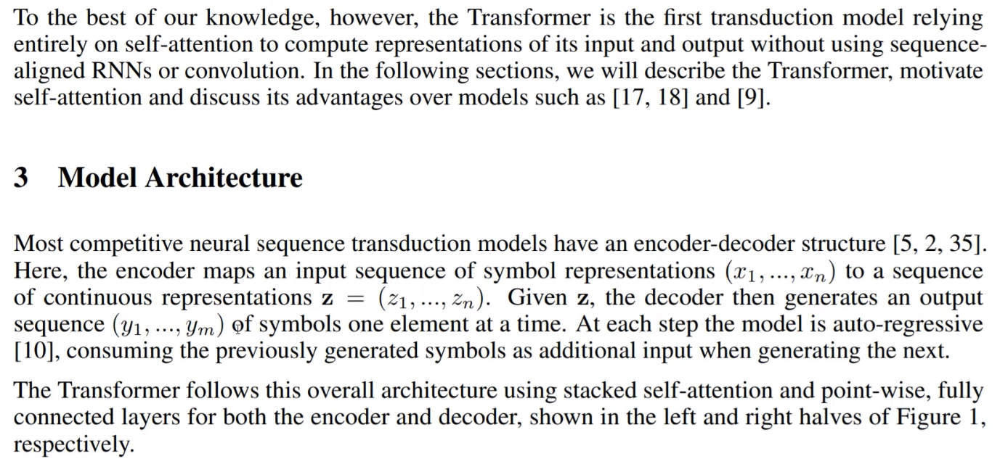 To the best of our knowledge, however, the Transformer is the first transduction model relying
entirely on self-attention to compute representations of its input and output without using sequence-
aligned RNNs or convolution. In the following sections, we will describe the Transformer, motivate
self-attention and discuss its advantages over models such as [17, 18] and [9].
3 Model Architecture
Most competitive neural sequence transduction models have an encoder-decoder structure [5, 2, 35].
Here, the encoder maps an input sequence of symbol representations (x₁, ..., xₙ) to a sequence
of continuous representations z = (z₁, ..., zₙ). Given z, the decoder then generates an output
sequence (y₁, ..., yₘ) of symbols one element at a time. At each step the model is auto-regressive
[10], consuming the previously generated symbols as additional input when generating the next.
The Transformer follows this overall architecture using stacked self-attention and point-wise, fully
connected layers for both the encoder and decoder, shown in the left and right halves of Figure 1,
respectively.